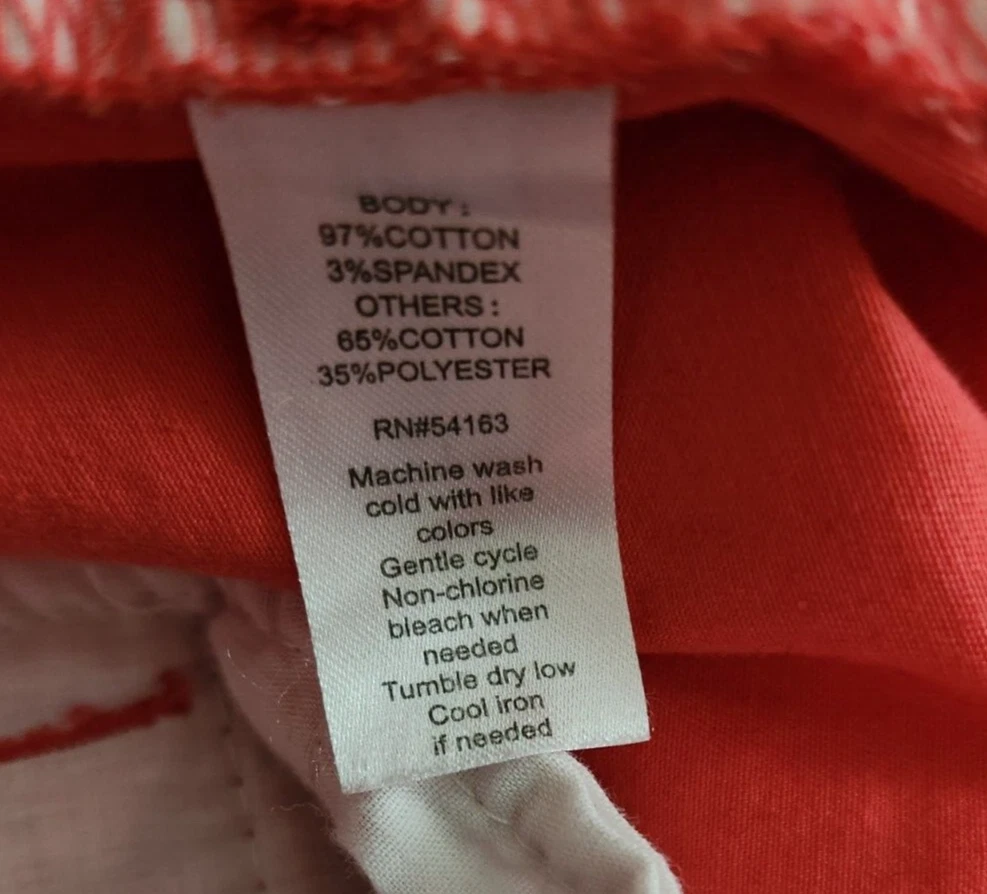 BODY :
97%COTTON
3%SPANDEX
OTHERS :
65%COTTON
35%POLYESTER
RN#54163
Machine wash
cold with like
colors
Gentle cycle
Non-chlorine
bleach when
needed
Tumble dry low
Cool iron
if needed